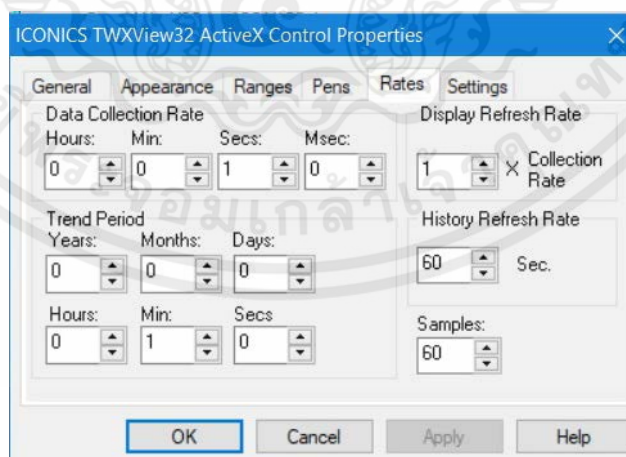 ICONICS TWXView32 ActiveX Control Properties
General Appearance Ranges Pens Rates Settings
Data Collection Rate
Hours: Min: Secs: Msec:
0 0 1 0
Display Refresh Rate
1 X Collection Rate
Trend Period
Years: Months: Days:
0 0 0
Hours: Min: Secs
0 1 0
History Refresh Rate
60 Sec.
Samples:
60
OK Cancel Apply Help